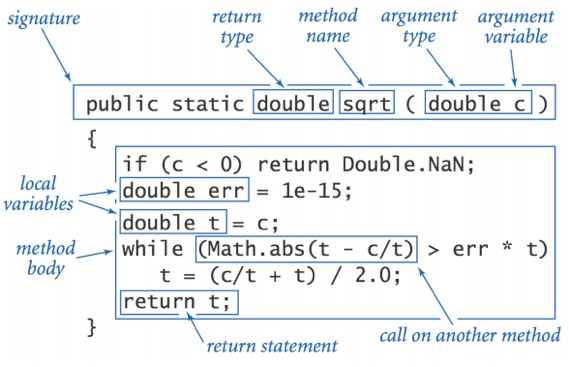 signature
return type
method name
argument type
argument variable
public static double sqrt ( double c )
{
if (c < 0) return Double.NaN;
local variables
double err = 1e-15;
double t = c;
method body
while (Math.abs(t - c/t) > err * t)
t = (c/t + t) / 2.0;
return t;
}
return statement
call on another method